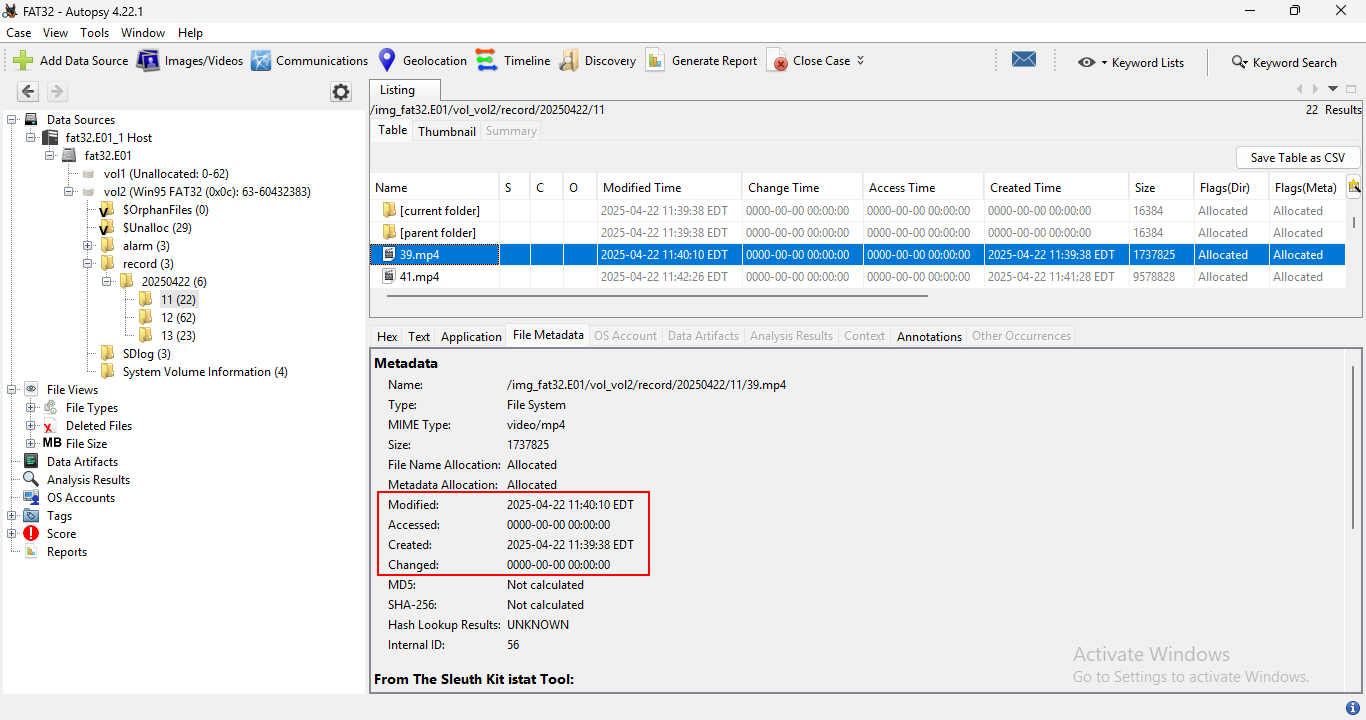 FAT32 - Autopsy 4.22.1
Case View Tools Window Help
Add Data Source Images/Videos Communications Geolocation Timeline Discovery Generate Report Close Case Keyword Lists Keyword Search
Listing
/img_fat32.E01/vol_vol2/record/20250422/11 22 Results
Table Thumbnail Summary
Save Table as CSV
Name S C O Modified Time Change Time Access Time Created Time Size Flags(Dir) Flags(Meta)
[current folder] 2025-04-22 11:39:38 EDT 0000-00-00 00:00:00 0000-00-00 00:00:00 0000-00-00 00:00:00 16384 Allocated Allocated
[parent folder] 2025-04-22 11:39:38 EDT 0000-00-00 00:00:00 0000-00-00 00:00:00 0000-00-00 00:00:00 16384 Allocated Allocated
39.mp4 2025-04-22 11:40:10 EDT 0000-00-00 00:00:00 0000-00-00 00:00:00 2025-04-22 11:39:38 EDT 1737825 Allocated Allocated
41.mp4 2025-04-22 11:42:26 EDT 0000-00-00 00:00:00 0000-00-00 00:00:00 2025-04-22 11:41:28 EDT 9578828 Allocated Allocated
Data Sources
fat32.E01_1 Host
fat32.E01
vol1 (Unallocated: 0-62)
vol2 (Win95 FAT32 (0x0c): 63-60432383)
$OrphanFiles (0)
$Unalloc (29)
alarm (3)
record (3)
20250422 (6)
11 (22)
12 (62)
13 (23)
SDlog (3)
System Volume Information (4)
File Views
File Types
Deleted Files
MB File Size
Data Artifacts
Analysis Results
OS Accounts
Tags
Score
Reports
Hex Text Application File Metadata OS Account Data Artifacts Analysis Results Context Annotations Other Occurrences
Metadata
Name: /img_fat32.E01/vol_vol2/record/20250422/11/39.mp4
Type: File System
MIME Type: video/mp4
Size: 1737825
File Name Allocation: Allocated
Metadata Allocation: Allocated
Modified: 2025-04-22 11:40:10 EDT
Accessed: 0000-00-00 00:00:00
Created: 2025-04-22 11:39:38 EDT
Changed: 0000-00-00 00:00:00
MD5: Not calculated
SHA-256: Not calculated
Hash Lookup Results: UNKNOWN
Internal ID: 56
From The Sleuth Kit istat Tool:
Activate Windows
Go to Settings to activate Windows.